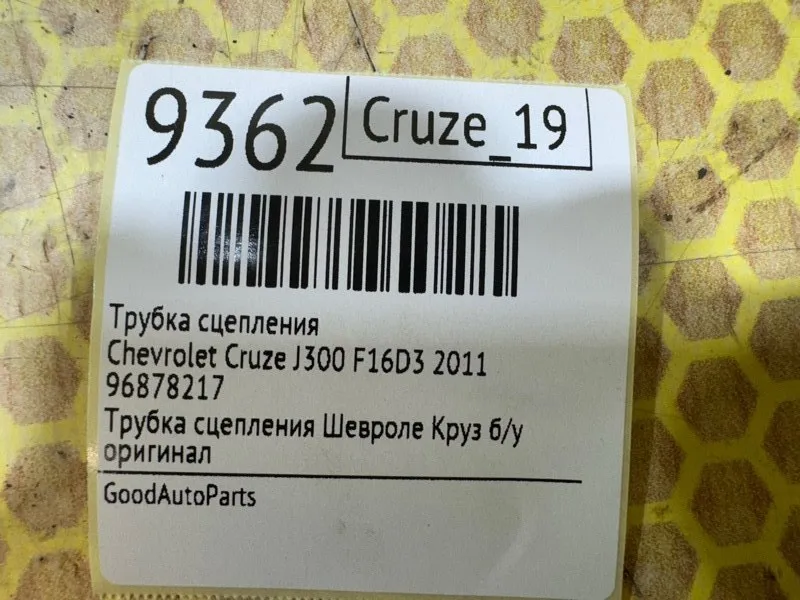 9362
Cruze_19
Трубка сцепления
Chevrolet Cruze J300 F16D3 2011
96878217
Трубка сцепления Шевроле Круз б/у
оригинал
GoodAutoParts